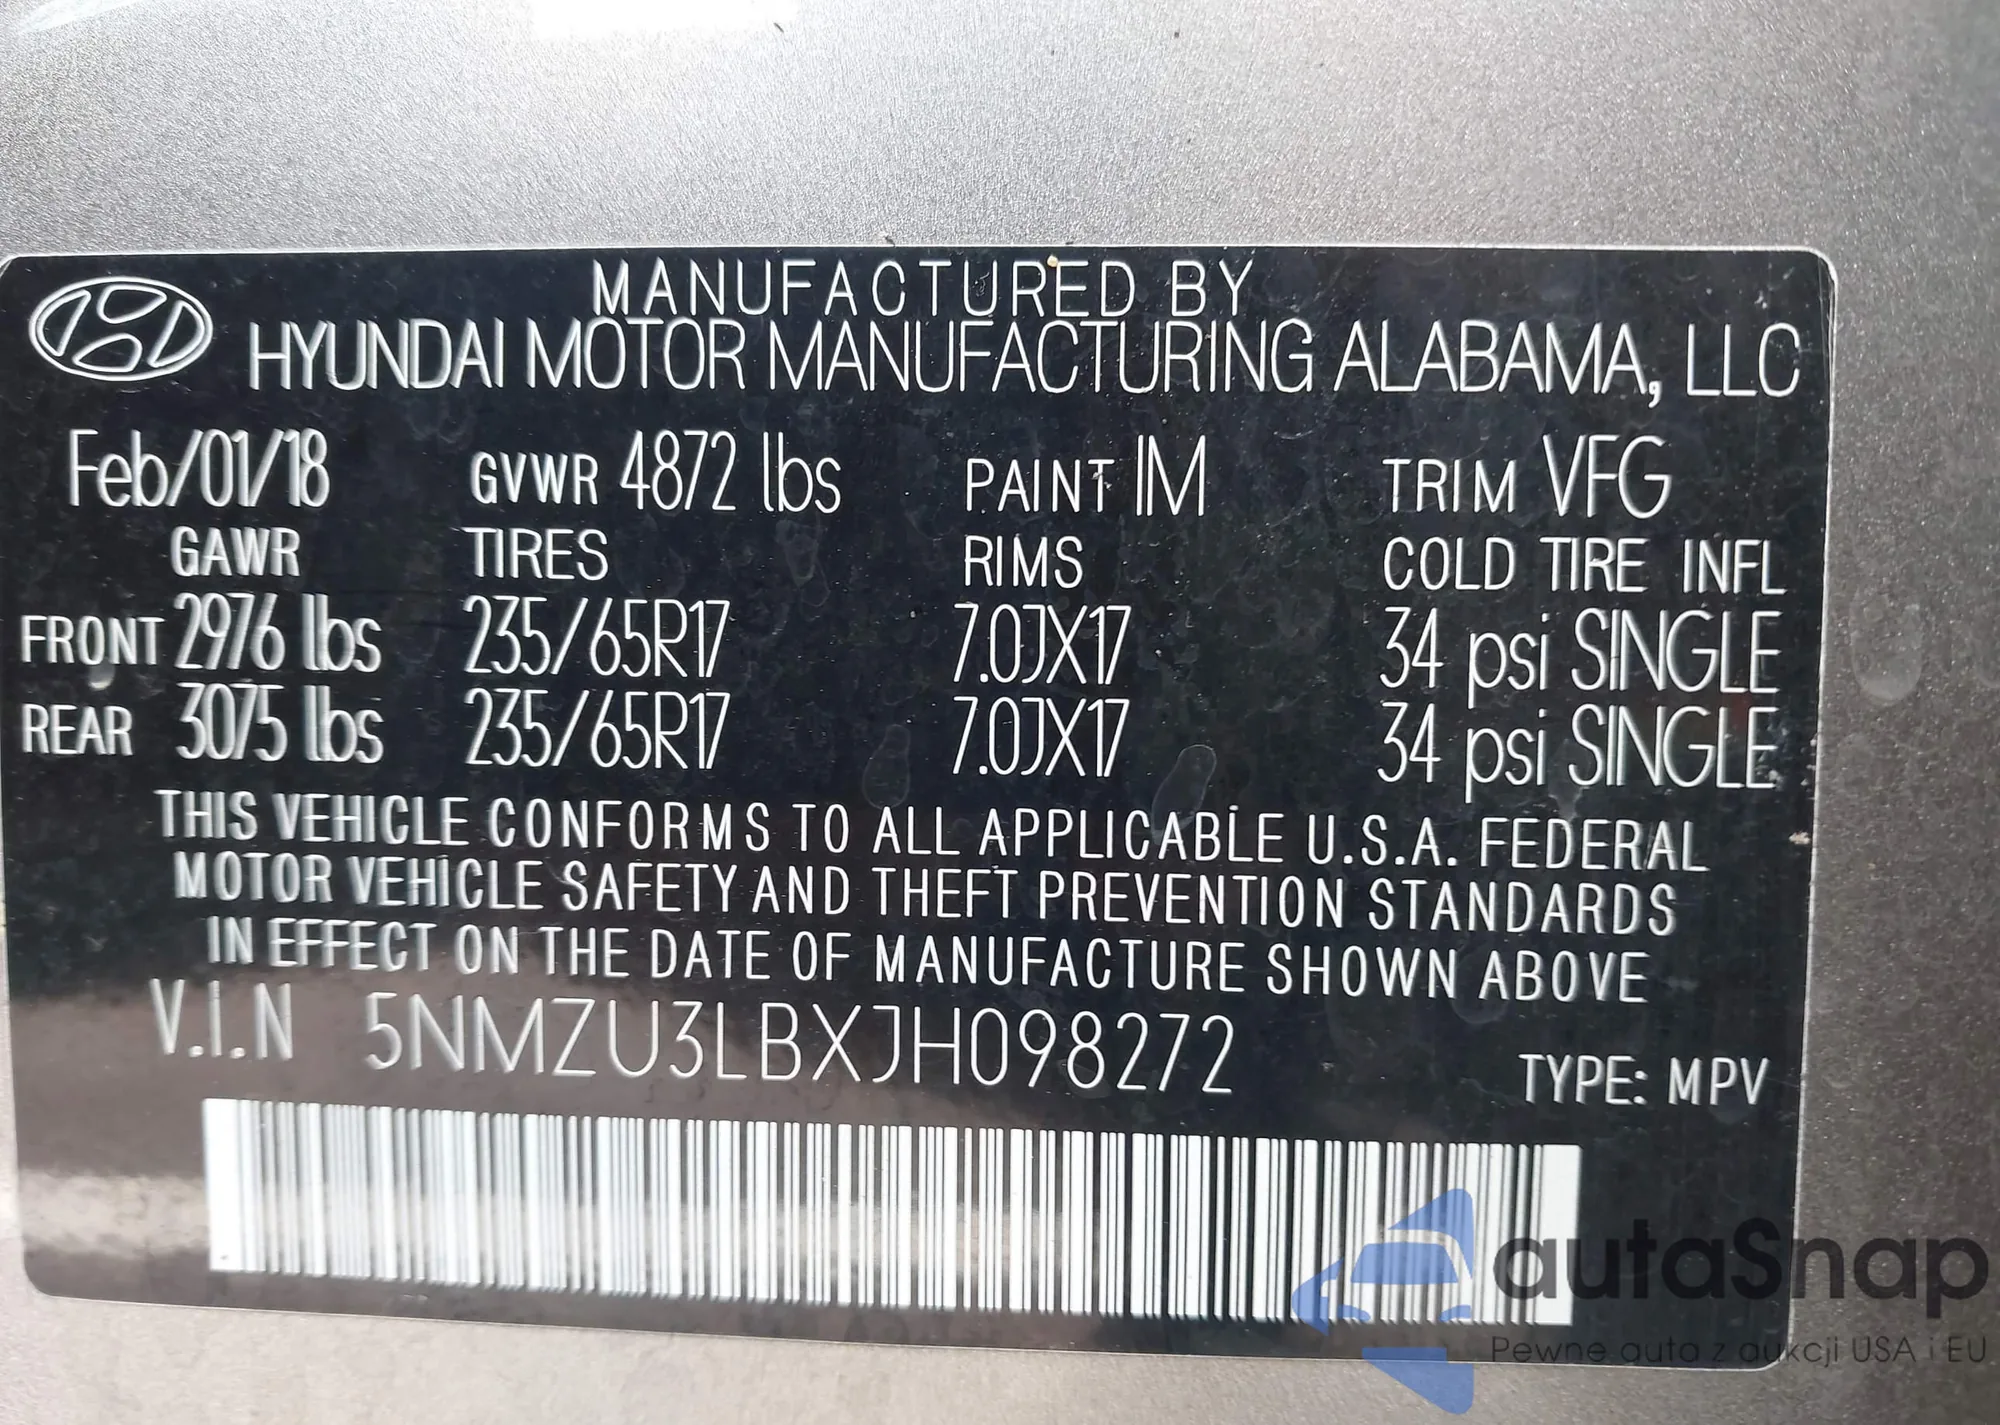 MANUFACTURED BY
HYUNDAI MOTOR MANUFACTURING ALABAMA, LLC
Feb/01/18 GVWR 4872 lbs PAINT IM TRIM VFG
GAWR TIRES RIMS COLD TIRE INFL
FRONT 2976 lbs 235/65R17 7.0JX17 34 psi SINGLE
REAR 3075 lbs 235/65R17 7.0JX17 34 psi SINGLE
THIS VEHICLE CONFORMS TO ALL APPLICABLE U.S.A. FEDERAL
MOTOR VEHICLE SAFETY AND THEFT PREVENTION STANDARDS
IN EFFECT ON THE DATE OF MANUFACTURE SHOWN ABOVE
V.I.N 5NMZU3LBXJH098272
TYPE: MPV
autaSnap
Pewne auta z aukcji USA i EU